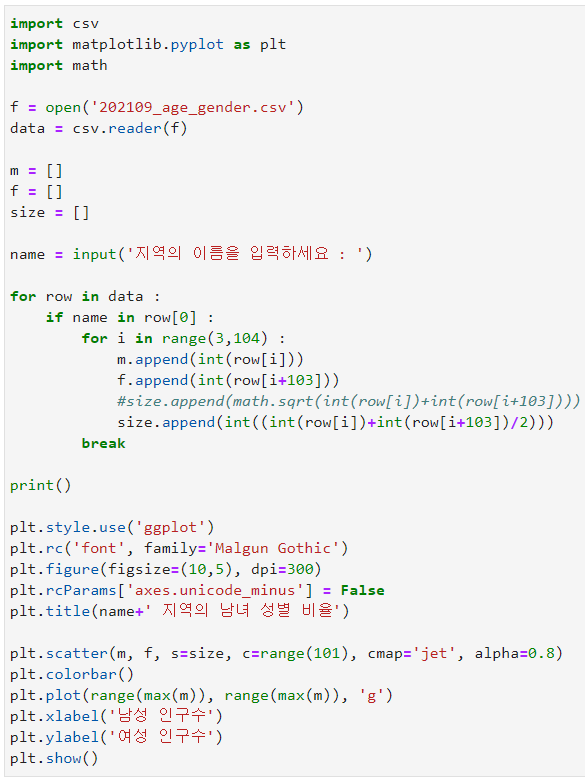 import csv
import matplotlib.pyplot as plt
import math

f = open('202109_age_gender.csv')
data = csv.reader(f)

m = []
f = []
size = []

name = input('지역의 이름을 입력하세요 : ')

for row in data :
    if name in row[0] :
        for i in range(3,104) :
            m.append(int(row[i]))
            f.append(int(row[i+103]))
            #size.append(math.sqrt(int(row[i])+int(row[i+103])))
            size.append(int((int(row[i])+int(row[i+103])/2)))
        break

print()

plt.style.use('ggplot')
plt.rc('font', family='Malgun Gothic')
plt.figure(figsize=(10,5), dpi=300)
plt.rcParams['axes.unicode_minus'] = False
plt.title(name+' 지역의 남녀 성별 비율')

plt.scatter(m, f, s=size, c=range(101), cmap='jet', alpha=0.8)
plt.colorbar()
plt.plot(range(max(m)), range(max(m)), 'g')
plt.xlabel('남성 인구수')
plt.ylabel('여성 인구수')
plt.show()